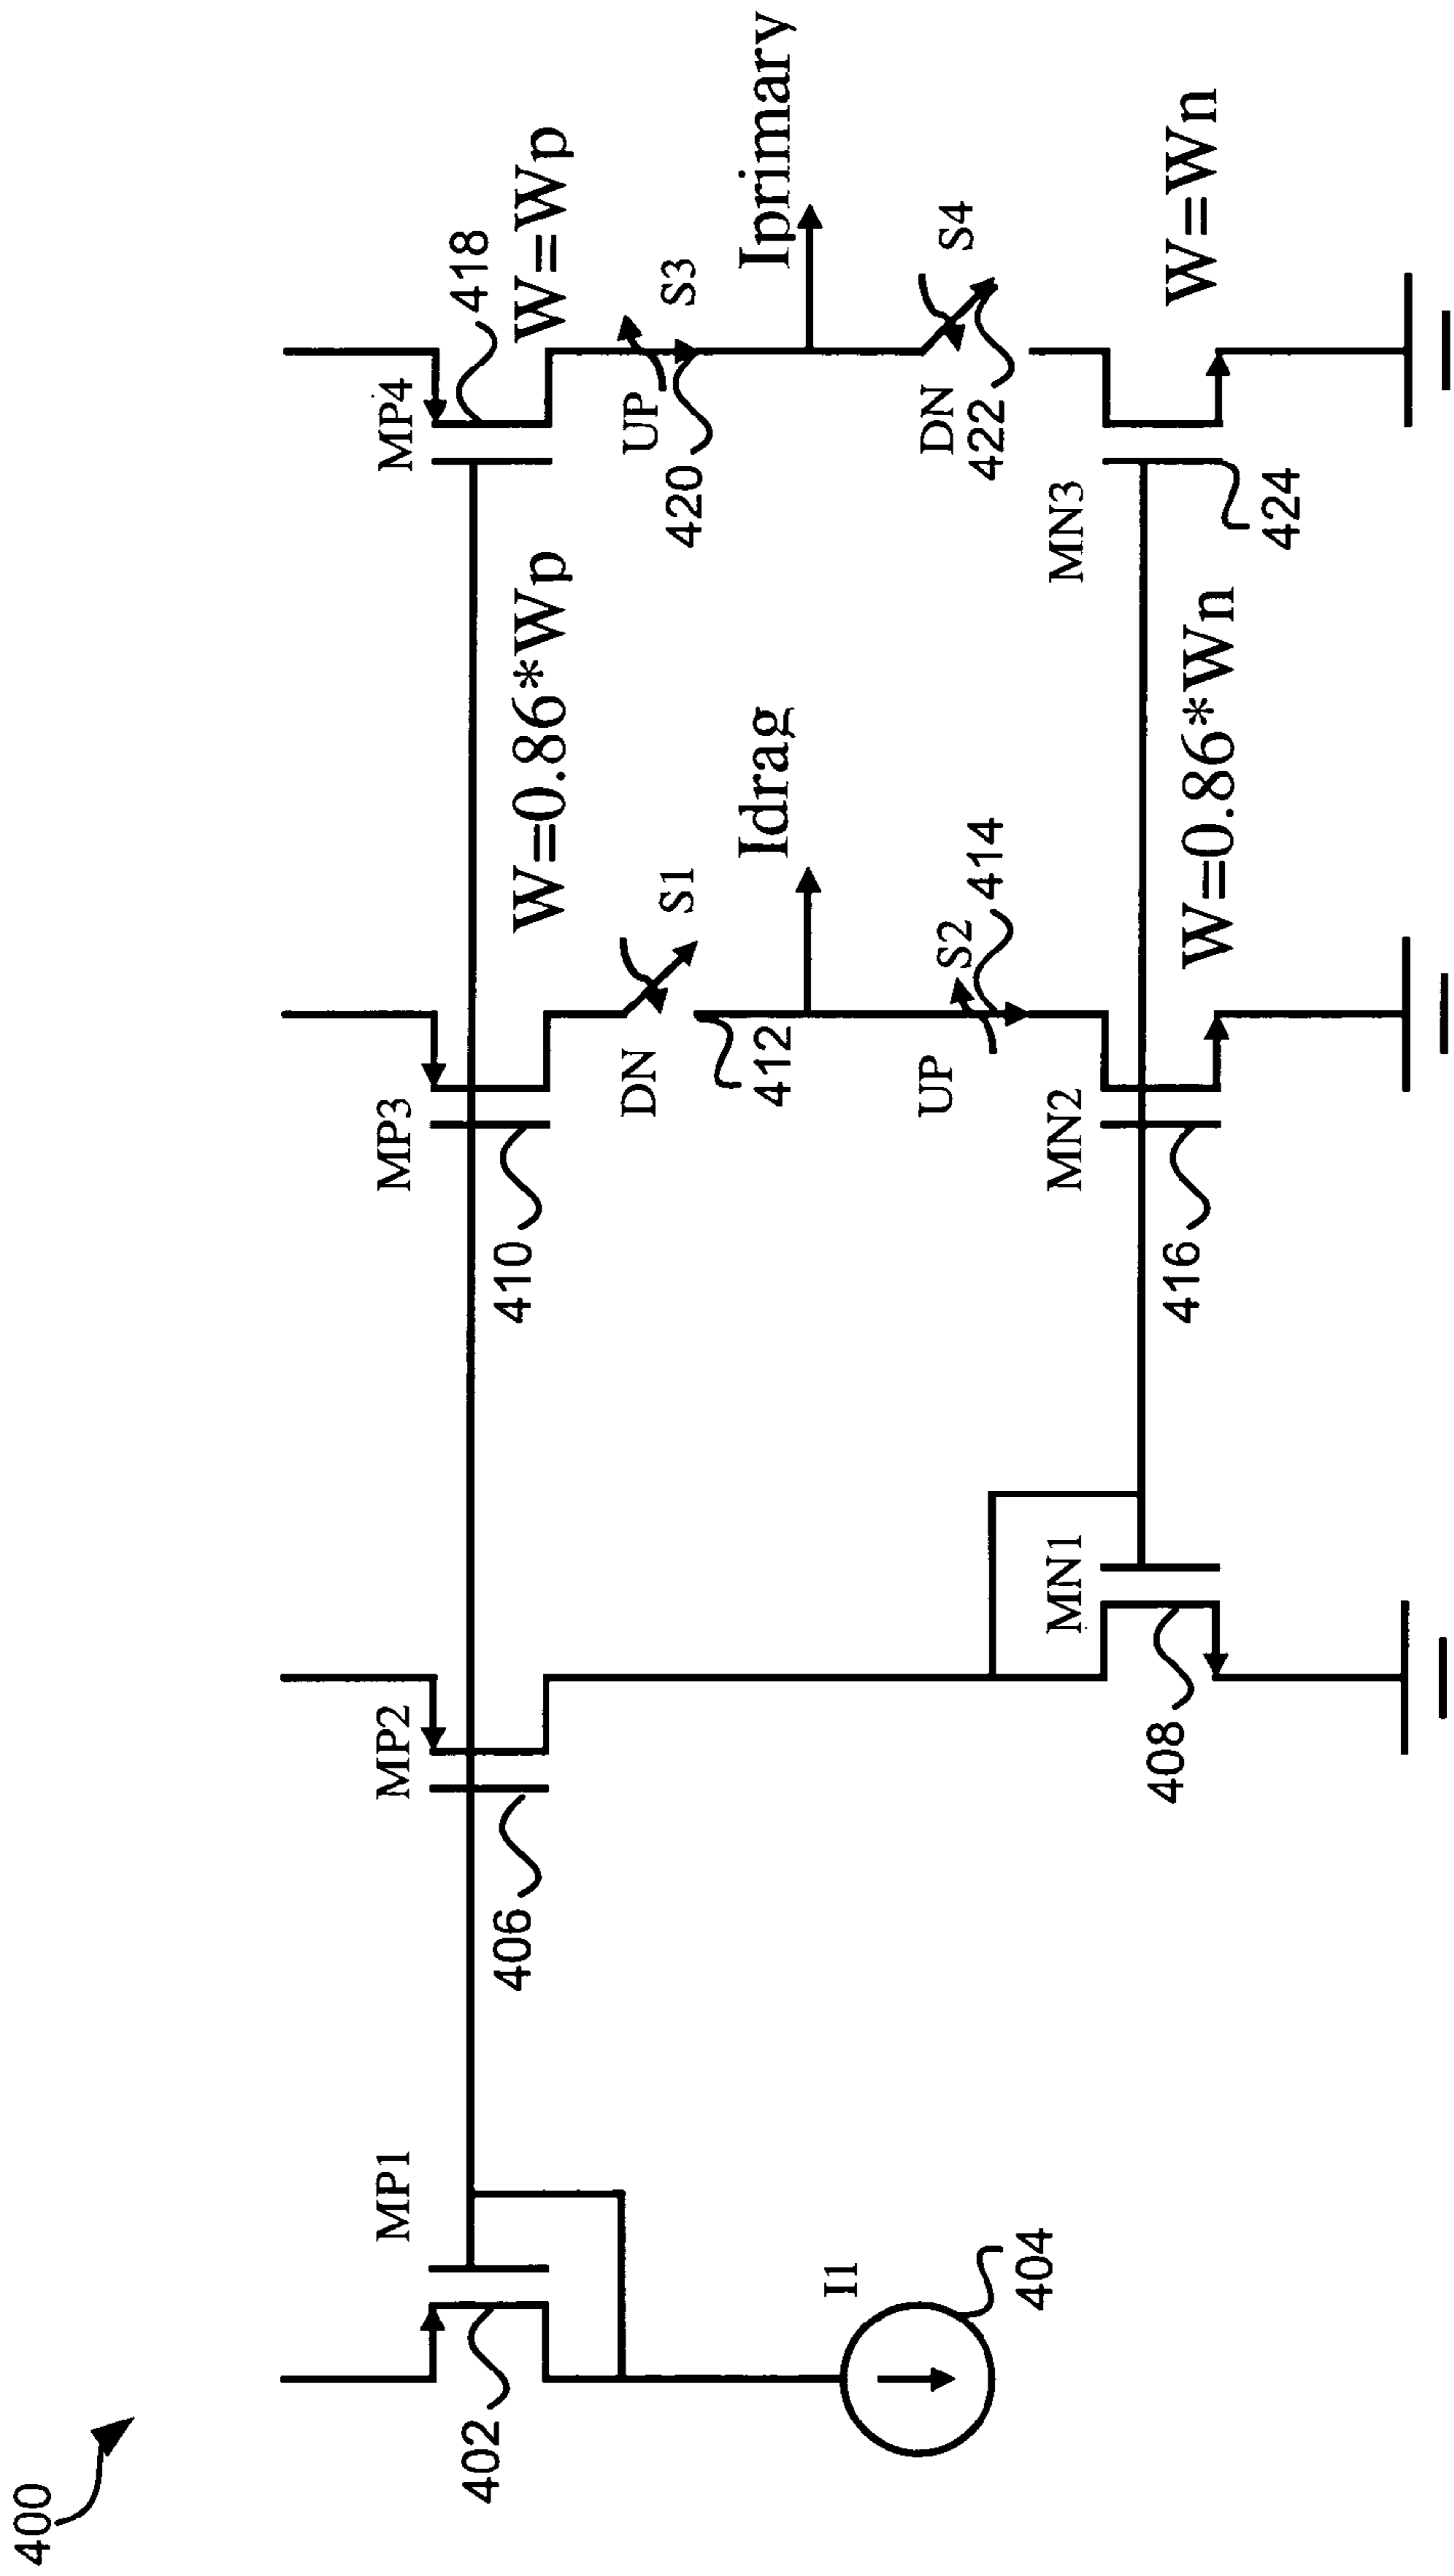 400
MP1
402
I1
404
MP2
406
MN1
408
MP3
410
W=0.86*Wp
DN
S1
412
Idrag
UP
S2
414
MN2
416
W=0.86*Wn
MP4
418
W=Wp
UP
S3
420
Iprimary
DN
S4
422
MN3
424
W=Wn